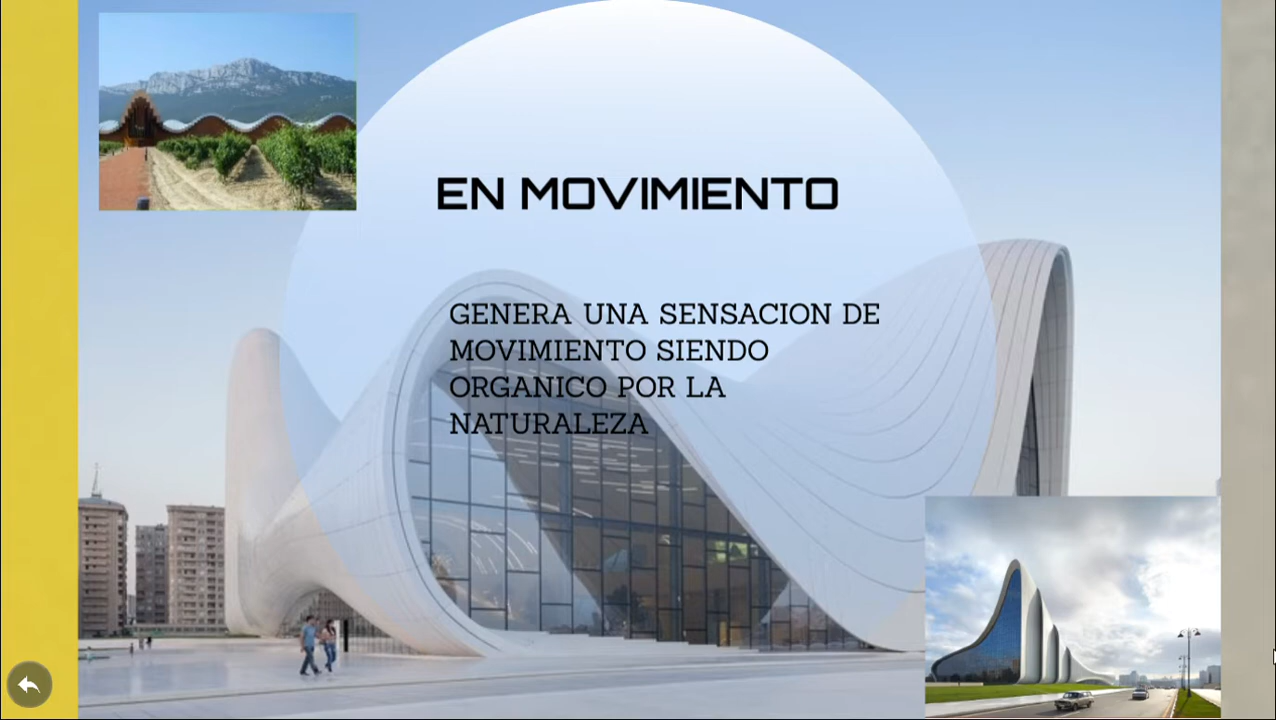 EN MOVIMIENTO
GENERA UNA SENSACION DE
MOVIMIENTO SIENDO
ORGANICO POR LA
NATURALEZA